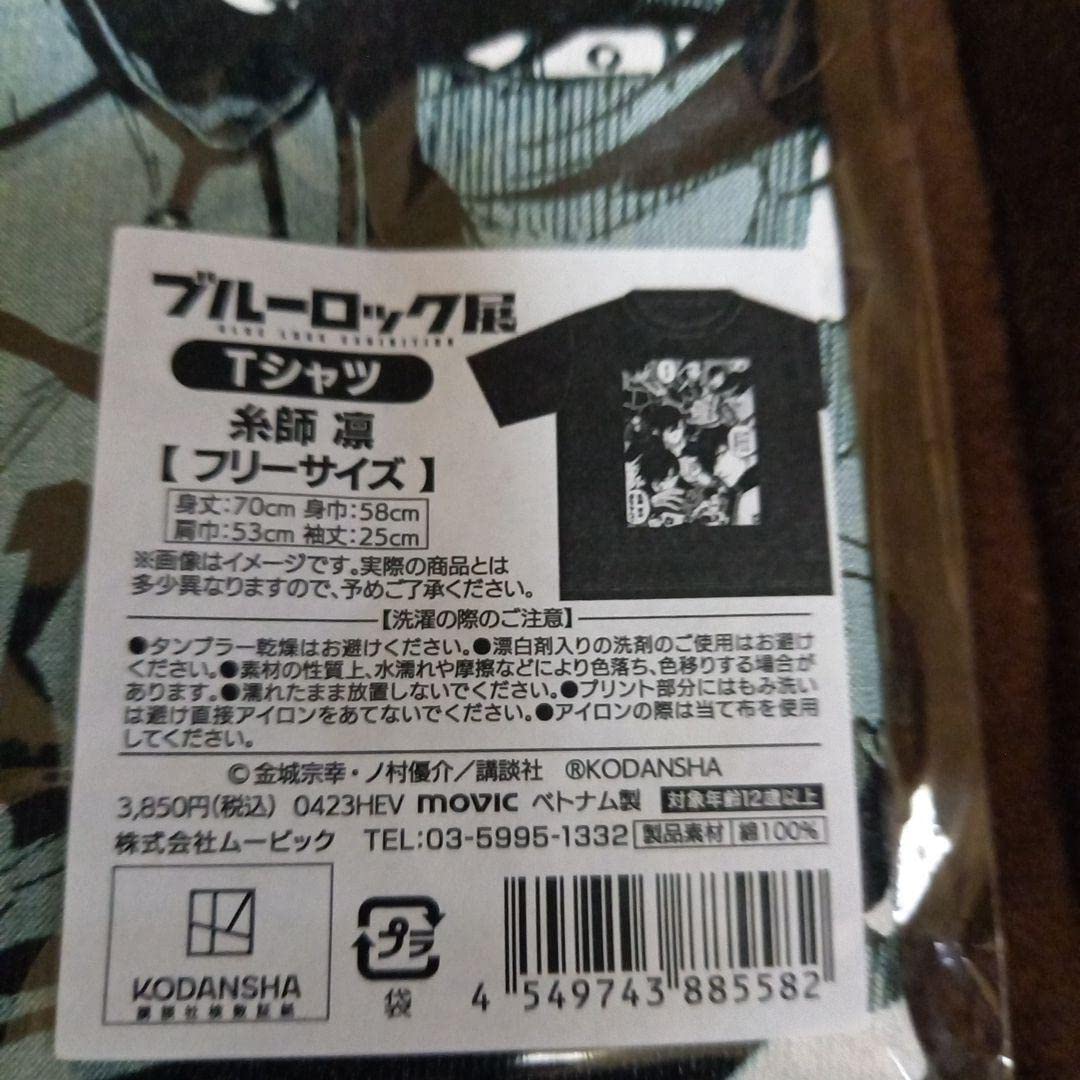 ブルーロック展
BLUE LOCK EXHIBITION
Tシャツ
糸師 凛
【 フリーサイズ 】
身丈:70cm 身巾:58cm
肩巾:53cm 袖丈:25cm
※画像はイメージです。実際の商品とは
多少異なりますので、予めご了承ください。
【洗濯の際のご注意】
●タンブラー乾燥はお避けください。●漂白剤入りの洗剤のご使用はお避け
ください。●素材の性質上、水濡れや摩擦などにより色落ち、色移りする場合が
あります。●濡れたまま放置しないでください。●プリント部分にはもみ洗い
は避け直接アイロンをあてないでください。●アイロンの際は当て布を使用
してください。
©金城宗幸・ノ村優介／講談社 ®KODANSHA
3,850円(税込) 0423HEV movic ベトナム製 対象年齢12歳以上
株式会社ムービック TEL:03-5995-1332 製品素材 綿100%
KODANSHA
講談社検数証紙
プラ
袋
4 549743 885582